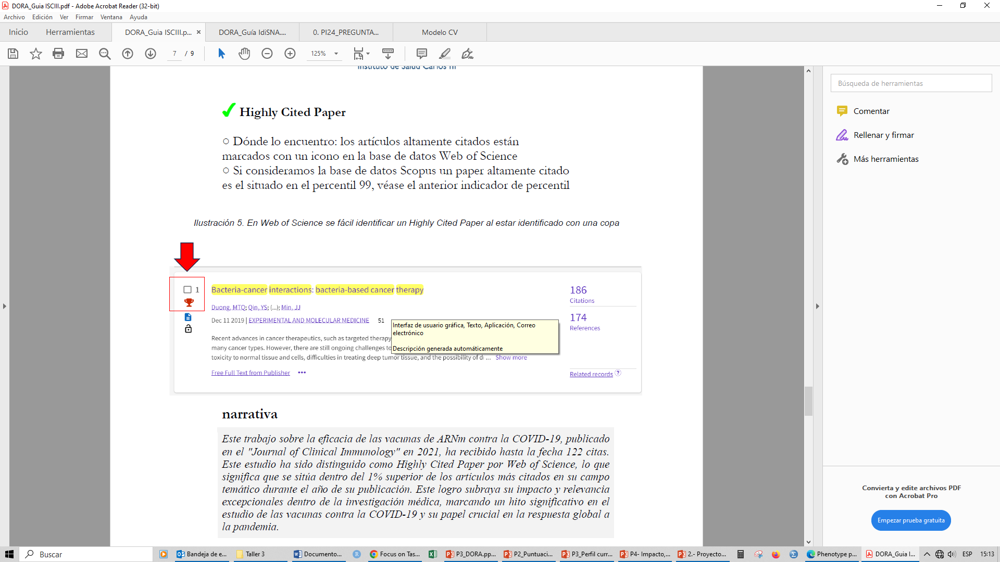 DORA_Guia ISCIII.pdf - Adobe Acrobat Reader (32-bit)
Archivo Edición Ver Firmar Ventana Ayuda
Inicio Herramientas DORA_Guia ISCIII.p... × DORA_Guía IdiSNA.... 0. PI24_PREGUNTA... Modelo CV
7 / 9 125%
Instituto de Salud Carlos III
Búsqueda de herramientas
Comentar
Rellenar y firmar
Más herramientas
Highly Cited Paper
○ Dónde lo encuentro: los artículos altamente citados están
marcados con un icono en la base de datos Web of Science
○ Si consideramos la base de datos Scopus un paper altamente citado
es el situado en el percentil 99, véase el anterior indicador de percentil
Ilustración 5. En Web of Science se fácil identificar un Highly Cited Paper al estar identificado con una copa
1 Bacteria-cancer interactions: bacteria-based cancer therapy
Duong, MTQ; Qin, YS; (...); Min, JJ
Dec 11 2019 | EXPERIMENTAL AND MOLECULAR MEDICINE 51
Recent advances in cancer therapeutics, such as targeted therapy
many cancer types. However, there are still ongoing challenges to
toxicity to normal tissue and cells, difficulties in treating deep tumor tissue, and the possibility of d ... Show more
Free Full Text from Publisher •••
186
Citations
174
References
Related records ?
Interfaz de usuario gráfica, Texto, Aplicación, Correo
electrónico
Descripción generada automáticamente
narrativa
Este trabajo sobre la eficacia de las vacunas de ARNm contra la COVID-19, publicado
en el "Journal of Clinical Immunology" en 2021, ha recibido hasta la fecha 122 citas.
Este estudio ha sido distinguido como Highly Cited Paper por Web of Science, lo que
significa que se sitúa dentro del 1% superior de los artículos más citados en su campo
temático durante el año de su publicación. Este logro subraya su impacto y relevancia
excepcionales dentro de la investigación médica, marcando un hito significativo en el
estudio de las vacunas contra la COVID-19 y su papel crucial en la respuesta global a
la pandemia.
Convierta y edite archivos PDF
con Acrobat Pro
Empezar prueba gratuita
Buscar Bandeja de e... Taller 3 Documento... Focus on Tas... P3_DORA.pp... P2_Puntuaci... P3_Perfil curr... P4- Impacto,... 2.- Proyecto... Phenotype p... DORA_Guia I... ESP 15:13